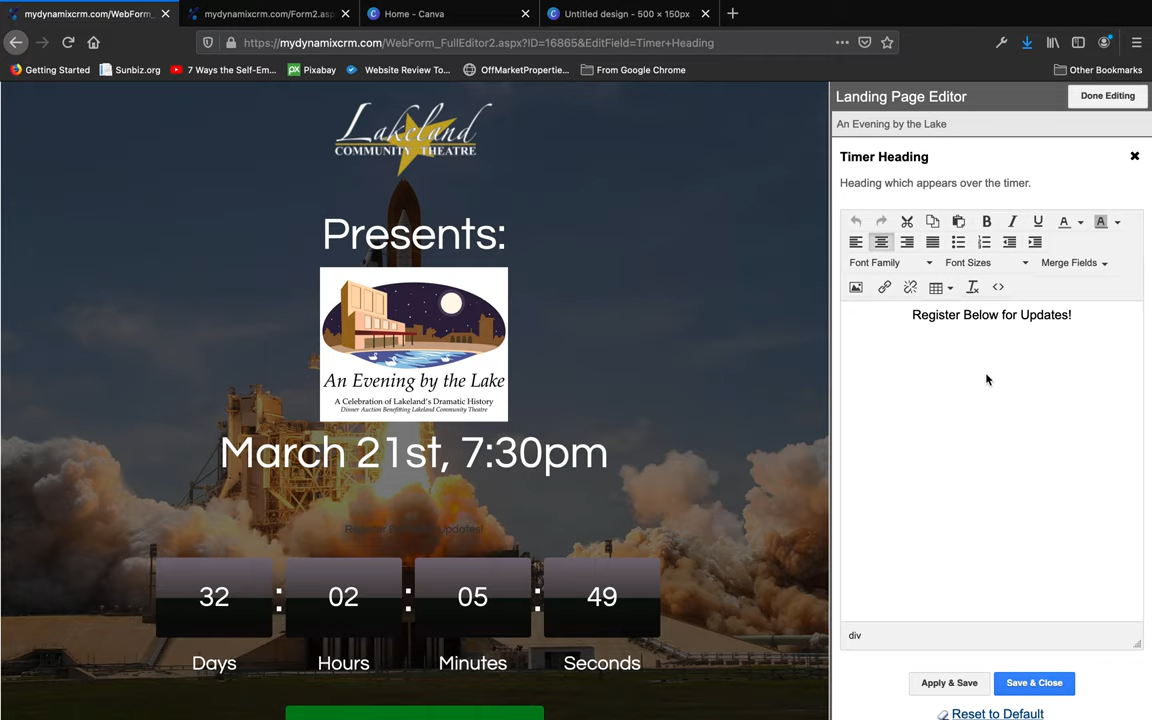 mydynamixcrm.com/WebForm_
mydynamixcrm.com/Form2.asp
Home - Canva
Untitled design - 500 × 150px
https://mydynamixcrm.com/WebForm_FullEditor2.aspx?ID=16865&EditField=Timer+Heading
Getting Started
Sunbiz.org
7 Ways the Self-Em...
Pixabay
Website Review To...
OffMarketPropertie...
From Google Chrome
Other Bookmarks
Lakeland
COMMUNITY THEATRE
Presents:
An Evening by the Lake
A Celebration of Lakeland's Dramatic History
Dinner Auction Benefitting Lakeland Community Theatre
March 21st, 7:30pm
Register Below for Updates!
32 : 02 : 05 : 49
Days Hours Minutes Seconds
Landing Page Editor
Done Editing
An Evening by the Lake
Timer Heading
Heading which appears over the timer.
Font Family
Font Sizes
Merge Fields
Register Below for Updates!
div
Apply & Save
Save & Close
Reset to Default